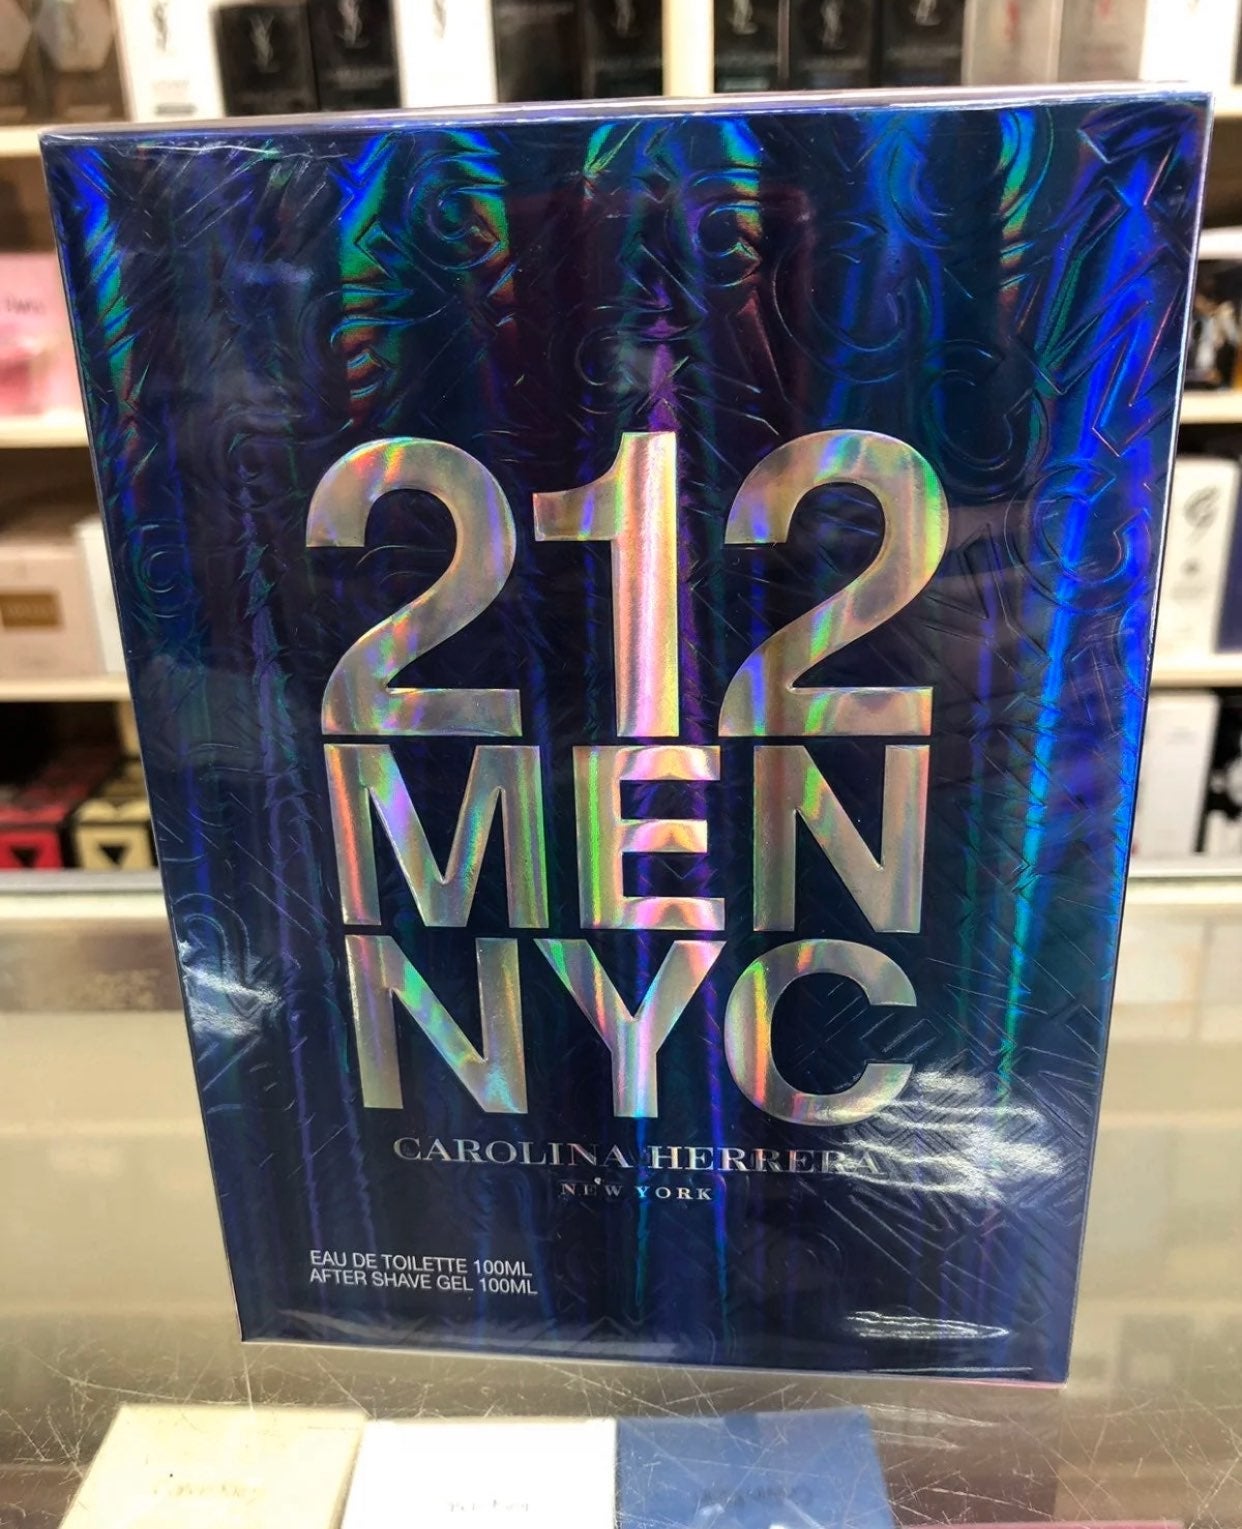 212
MEN
NYC
CAROLINA HERRERA
NEW YORK
EAU DE TOILETTE 100ML
AFTER SHAVE GEL 100ML